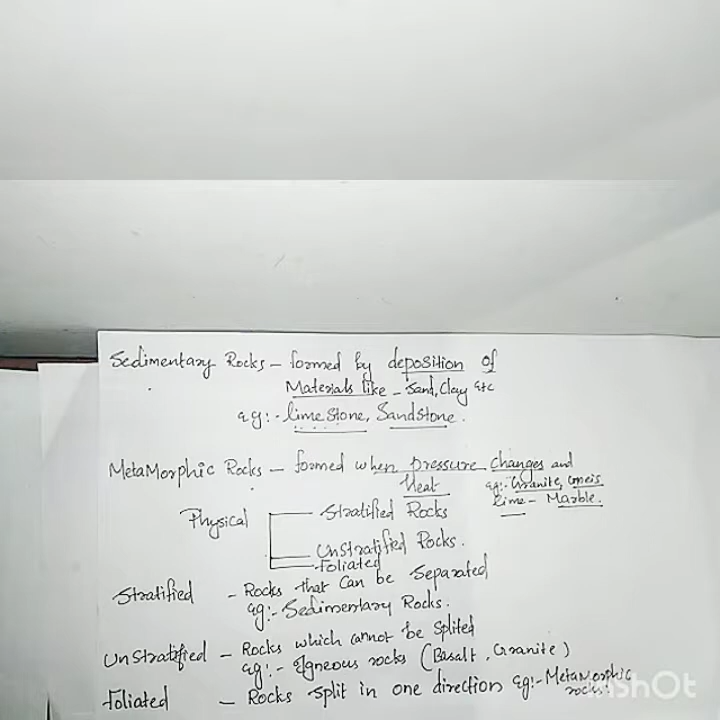 Sedimentary Rocks – formed by deposition of
Materials like – Sand, Clay etc
eg:- lime stone, Sandstone.
MetaMorphic Rocks – formed when pressure changes and
Heat
eg:- Granite, Gneis
Lime – Marble.
Physical
Stratified Rocks
UnStratified Rocks.
Foliated
Stratified – Rocks that Can be Separated
eg:- Sedimentary Rocks.
UnStratified – Rocks which cannot be Splited
eg:- Igneous rocks (Basalt, Granite)
foliated – Rocks split in one direction eg:- Metamorphic
rocks.